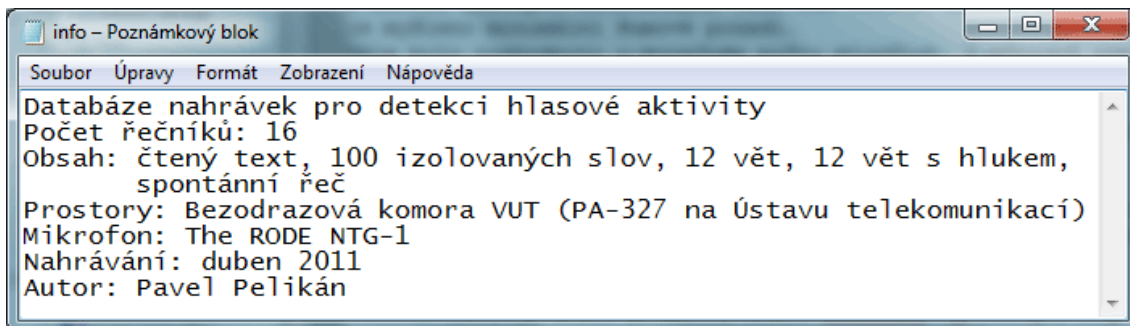 info – Poznámkový blok
Soubor Úpravy Formát Zobrazení Nápověda
Databáze nahrávek pro detekci hlasové aktivity
Počet řečníků: 16
Obsah: čtený text, 100 izolovaných slov, 12 vět, 12 vět s hlukem,
spontánní řeč
Prostory: Bezodrazová komora VUT (PA-327 na Ústavu telekomunikací)
Mikrofon: The RODE NTG-1
Nahrávání: duben 2011
Autor: Pavel Pelikán